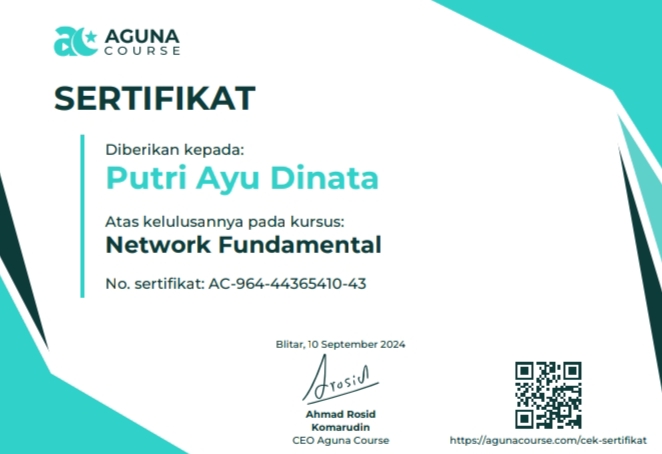 AGUNA
COURSE
SERTIFIKAT
Diberikan kepada:
Putri Ayu Dinata
Atas kelulusannya pada kursus:
Network Fundamental
No. sertifikat: AC-964-44365410-43
Blitar, 10 September 2024
Arosid
Ahmad Rosid
Komarudin
CEO Aguna Course
https://agunacourse.com/cek-sertifikat